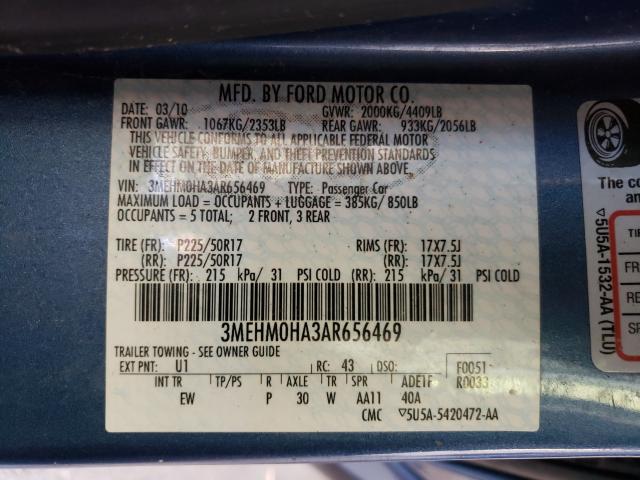 MFD. BY FORD MOTOR CO.
DATE: 03/10 GVWR: 2000KG/4409LB
FRONT GAWR: 1067KG/2353LB REAR GAWR: 933KG/2056LB
THIS VEHICLE CONFORMS TO ALL APPLICABLE FEDERAL MOTOR
VEHICLE SAFETY, BUMPER, AND THEFT PREVENTION STANDARDS
IN EFFECT ON THE DATE OF MANUFACTURE SHOWN ABOVE.
VIN: 3MEHM0HA3AR656469 TYPE: Passenger Car
MAXIMUM LOAD = OCCUPANTS + LUGGAGE = 385KG/ 850LB
OCCUPANTS = 5 TOTAL; 2 FRONT, 3 REAR
TIRE (FR): P225/50R17 RIMS (FR): 17X7.5J
(RR): P225/50R17 (RR): 17X7.5J
PRESSURE (FR): 215 kPa/ 31 PSI COLD (RR): 215 kPa/ 31 PSI COLD
3MEHM0HA3AR656469
TRAILER TOWING - SEE OWNER GUIDE
EXT PNT: U1 RC: 43 DSO: F0051
INT TR TP/PS R AXLE TR SPR ADE1F R0033
EW P 30 W AA11 40A
CMC ▽5U5A-5420472-AA
The co
an
TI
FR
RE
SP
▽5U5A-1532-AA (TLU)